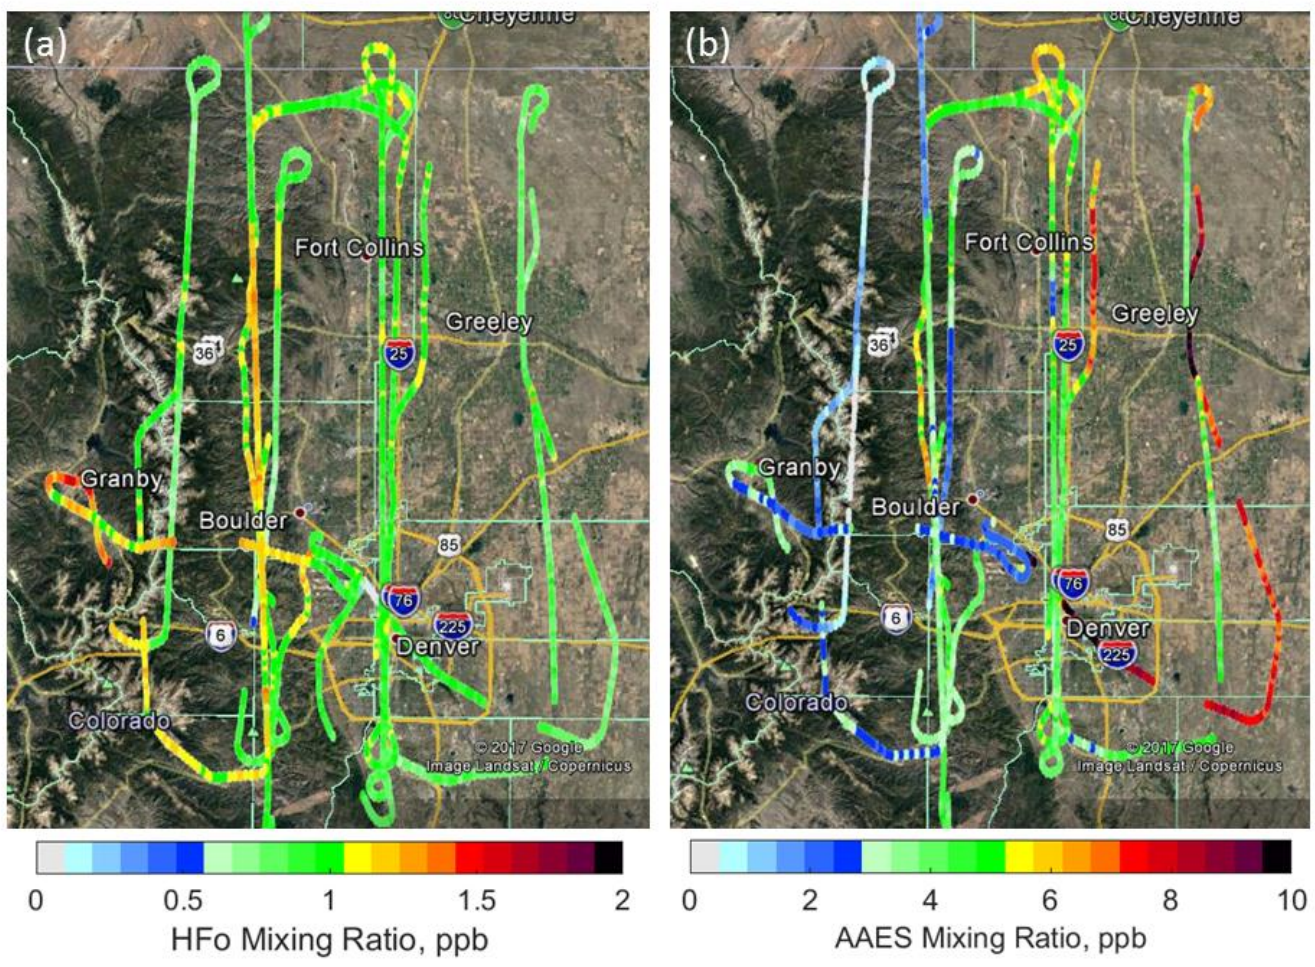 (a)
80
Cheyenne
Fort Collins
Greeley
36
25
Granby
Boulder
85
76
6
225
Denver
Colorado
© 2017 Google
Image Landsat / Copernicus
0 0.5 1 1.5 2
HFo Mixing Ratio, ppb
(b)
80
Cheyenne
Fort Collins
Greeley
36
25
Granby
Boulder
85
76
6
Denver
225
Colorado
© 2017 Google
Image Landsat / Copernicus
0 2 4 6 8 10
AAES Mixing Ratio, ppb